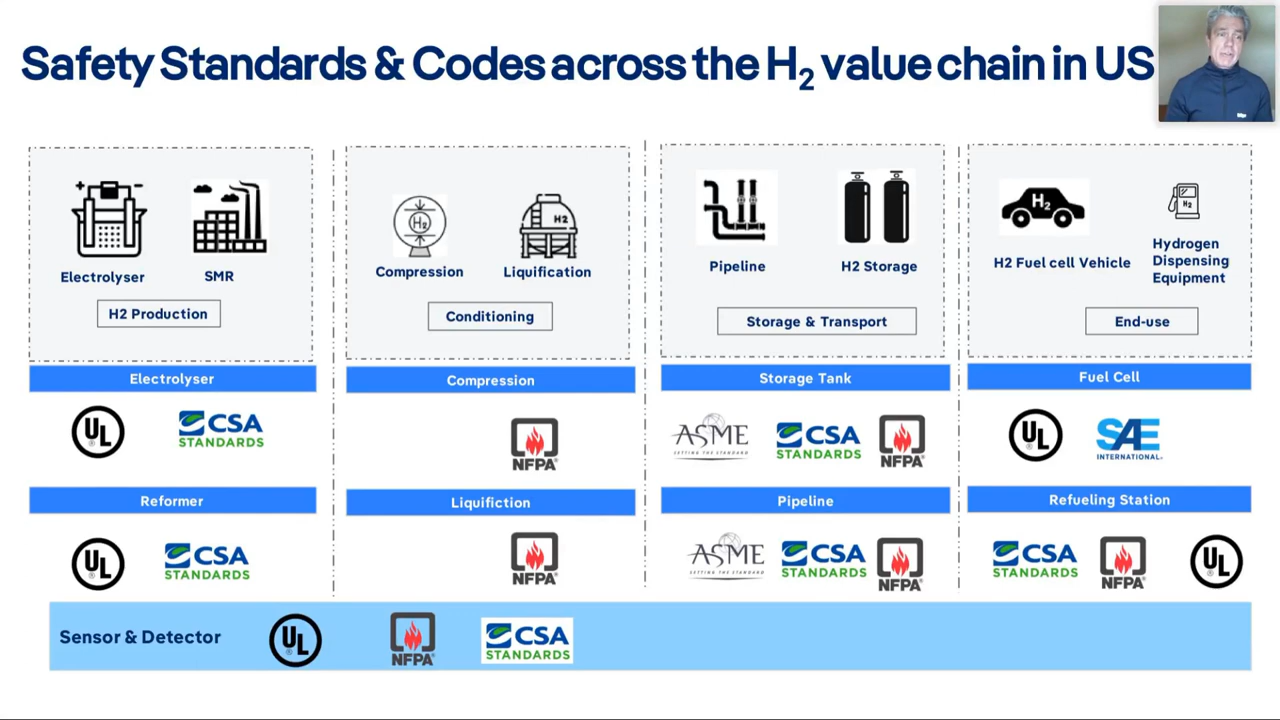 Safety Standards & Codes across the H2 value chain in US
+ -
Electrolyser
SMR
H2 Production
H2
Compression
H2
Liquification
Conditioning
Pipeline
H2 Storage
Storage & Transport
H2
H2 Fuel cell Vehicle
H2
Hydrogen
Dispensing
Equipment
End-use
Electrolyser
UL
CSA
STANDARDS
Compression
NFPA
Storage Tank
ASME
SETTING THE STANDARD
CSA
STANDARDS
NFPA
Fuel Cell
UL
SAE
INTERNATIONAL
Reformer
UL
CSA
STANDARDS
Liquifiction
NFPA
Pipeline
ASME
SETTING THE STANDARD
CSA
STANDARDS
NFPA
Refueling Station
CSA
STANDARDS
NFPA
UL
Sensor & Detector
UL
NFPA
CSA
STANDARDS